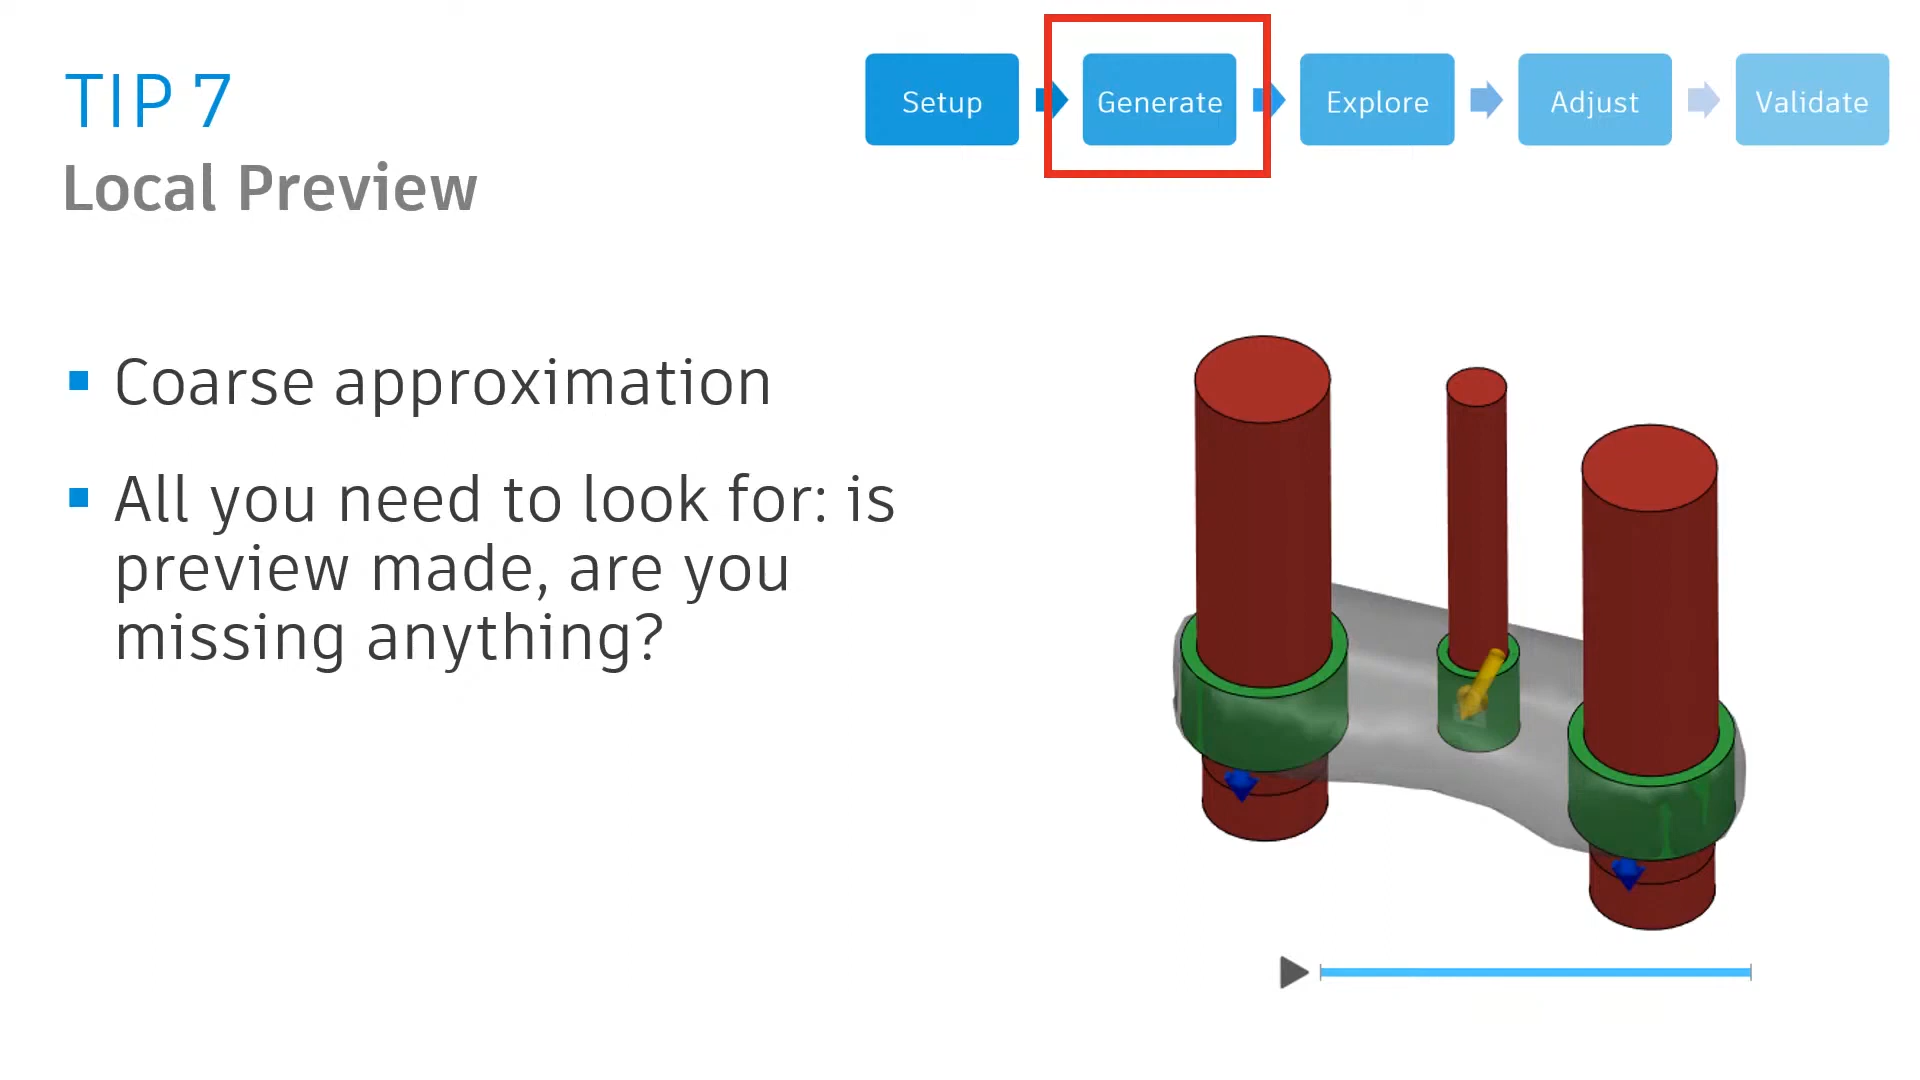 TIP 7
Local Preview
Setup
Generate
Explore
Adjust
Validate
Coarse approximation
All you need to look for: is
preview made, are you
missing anything?